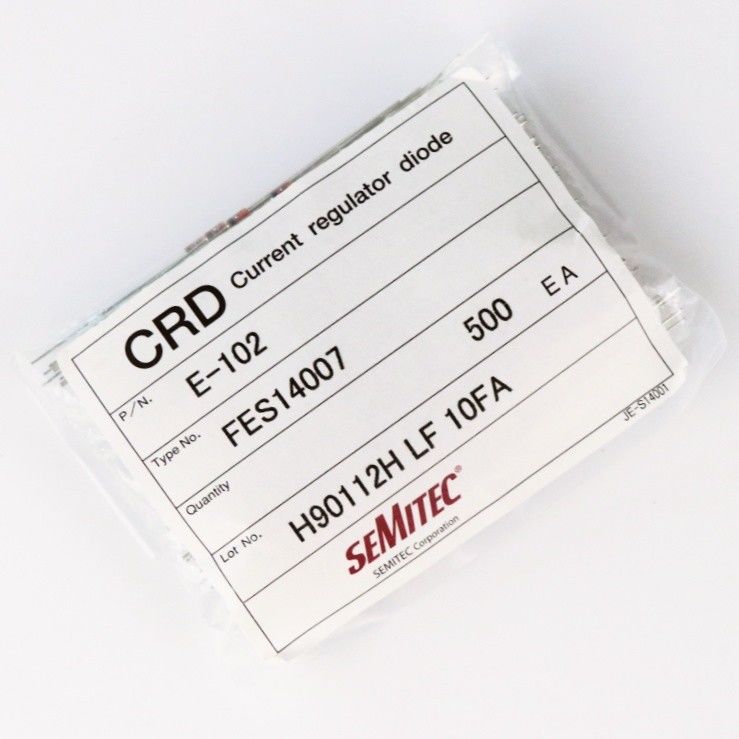 CRD Current regulator diode
P/N. E-102
Type No. FES14007
Quantity 500 EA
Lot No. H90112H LF 10FA
SEMITEC®
SEMITEC Corporation
JE-S14001